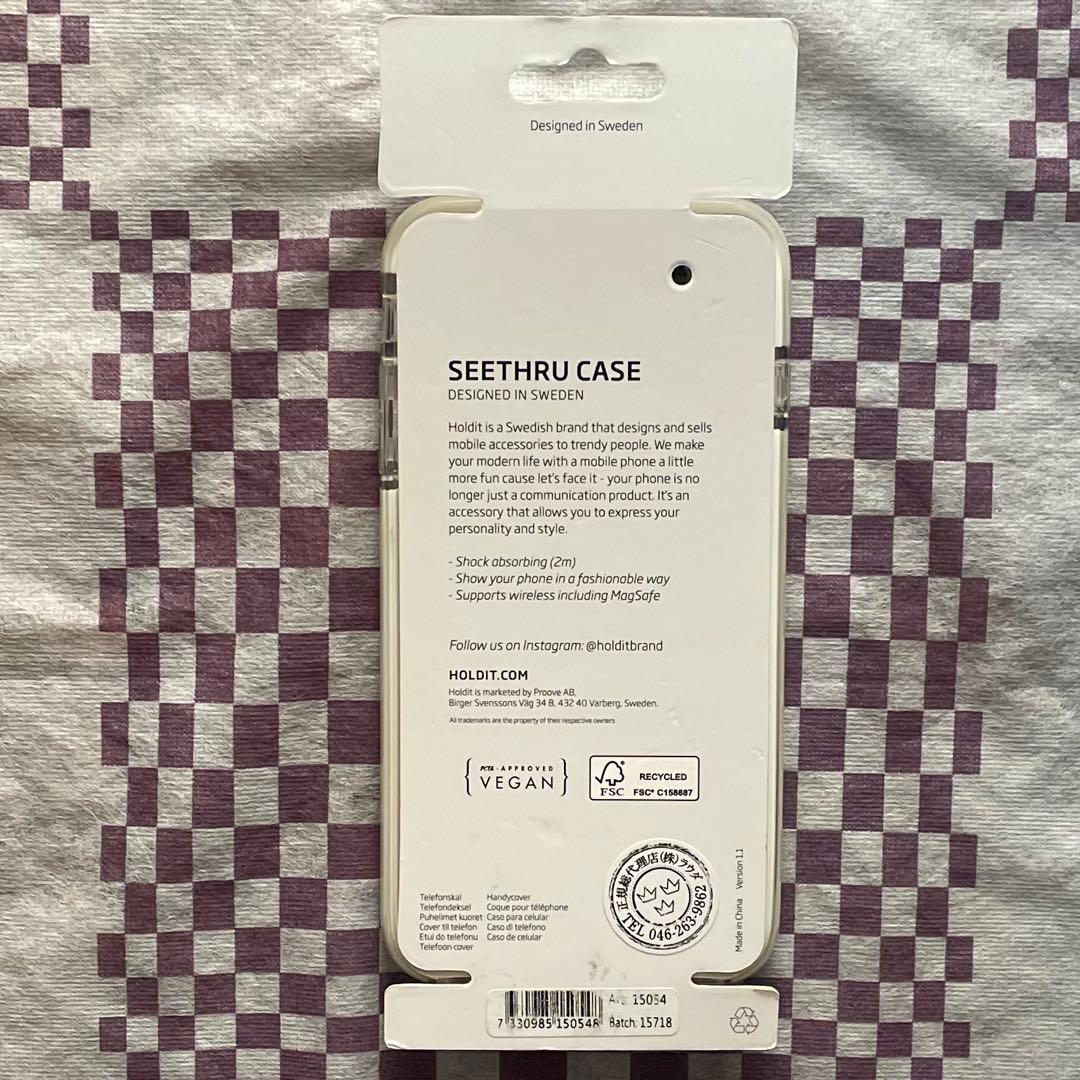 Designed in Sweden
SEETHRU CASE
DESIGNED IN SWEDEN
Holdit is a Swedish brand that designs and sells
mobile accessories to trendy people. We make
your modern life with a mobile phone a little
more fun cause let's face it - your phone is no
longer just a communication product. It's an
accessory that allows you to express your
personality and style.
- Shock absorbing (2m)
- Show your phone in a fashionable way
- Supports wireless including MagSafe
Follow us on Instagram: @holditbrand
HOLDIT.COM
Holdit is marketed by Proove AB,
Birger Svenssons Väg 34 B, 432 40 Varberg, Sweden.
All trademarks are the property of their respective owners
PETA - APPROVED
VEGAN
FSC
RECYCLED
FSC® C158687
Telefonskal
Telefondeksel
Puhelimet kuoret
Cover til telefon
Etui do telefonu
Telefoon cover
Handycover
Coque pour téléphone
Caso para celular
Caso di telefono
Caso de celular
正規総代理店(株)ラウダ
TEL 046-263-9862
Made in China Version 1.1
Art: 15054
7 330985 150548
Batch: 15718